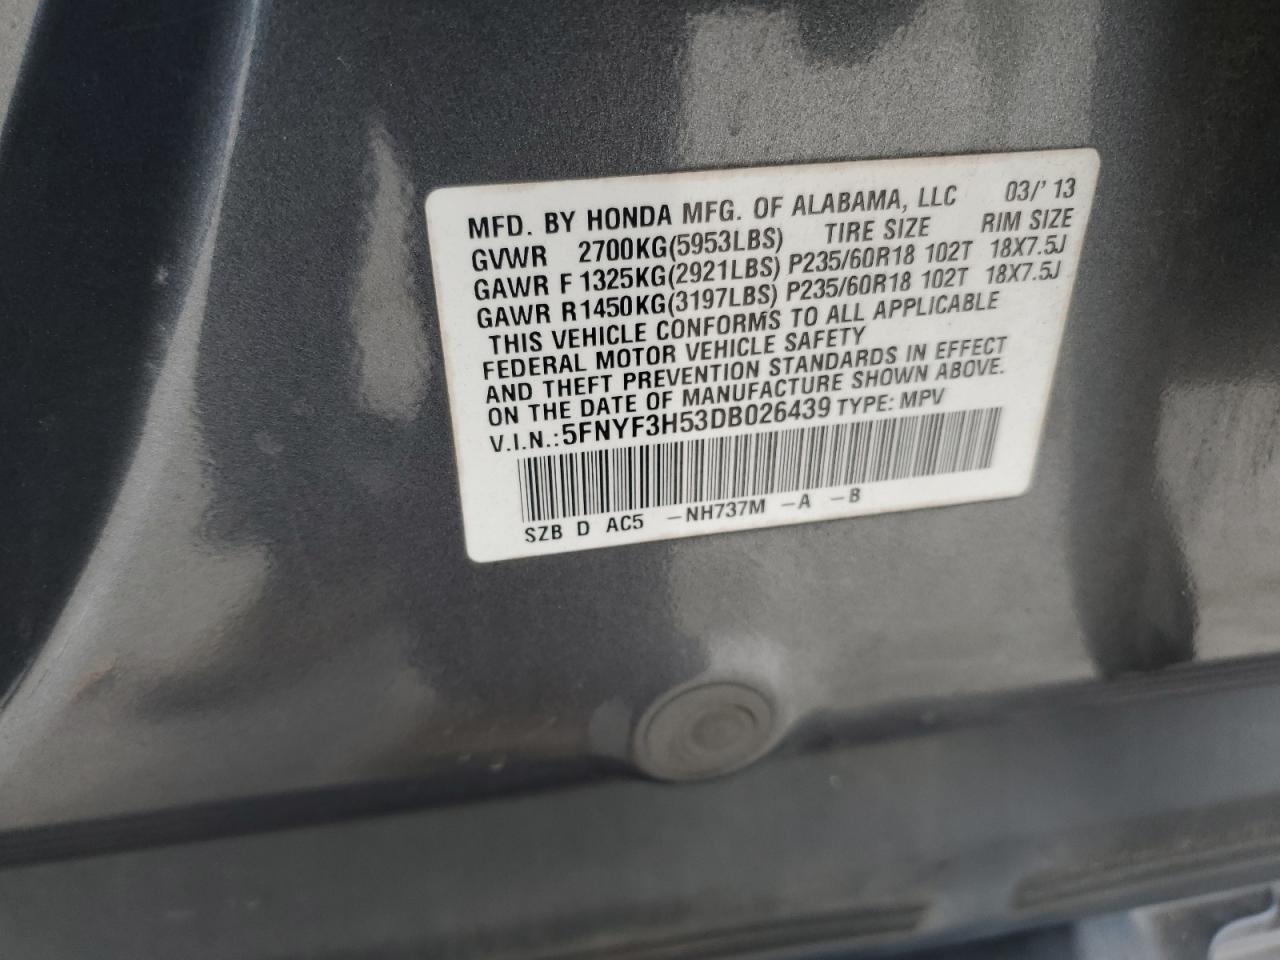 MFD. BY HONDA MFG. OF ALABAMA, LLC 03/'13
GVWR 2700KG(5953LBS) TIRE SIZE RIM SIZE
GAWR F 1325KG(2921LBS) P235/60R18 102T 18X7.5J
GAWR R 1450KG(3197LBS) P235/60R18 102T 18X7.5J
THIS VEHICLE CONFORMS TO ALL APPLICABLE
FEDERAL MOTOR VEHICLE SAFETY
AND THEFT PREVENTION STANDARDS IN EFFECT
ON THE DATE OF MANUFACTURE SHOWN ABOVE.
V.I.N.: 5FNYF3H53DB026439 TYPE: MPV
SZB D AC5 -NH737M -A -B